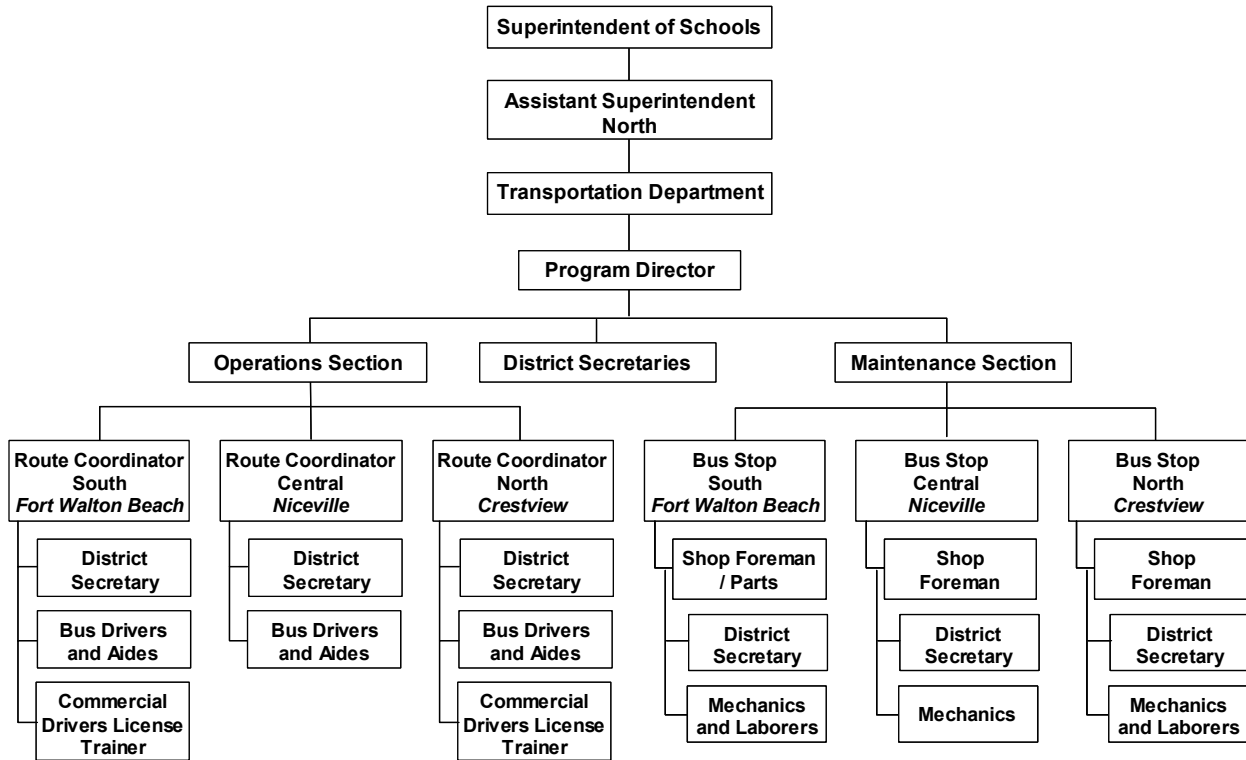 Superintendent of Schools
Assistant Superintendent
North
Transportation Department
Program Director
Operations Section
District Secretaries
Maintenance Section
Route Coordinator
South
Fort Walton Beach
District
Secretary
Bus Drivers
and Aides
Commercial
Drivers License
Trainer
Route Coordinator
Central
Niceville
District
Secretary
Bus Drivers
and Aides
Route Coordinator
North
Crestview
District
Secretary
Bus Drivers
and Aides
Commercial
Drivers License
Trainer
Bus Stop
South
Fort Walton Beach
Shop Foreman
/ Parts
District
Secretary
Mechanics
and Laborers
Bus Stop
Central
Niceville
Shop
Foreman
District
Secretary
Mechanics
Bus Stop
North
Crestview
Shop
Foreman
District
Secretary
Mechanics
and Laborers